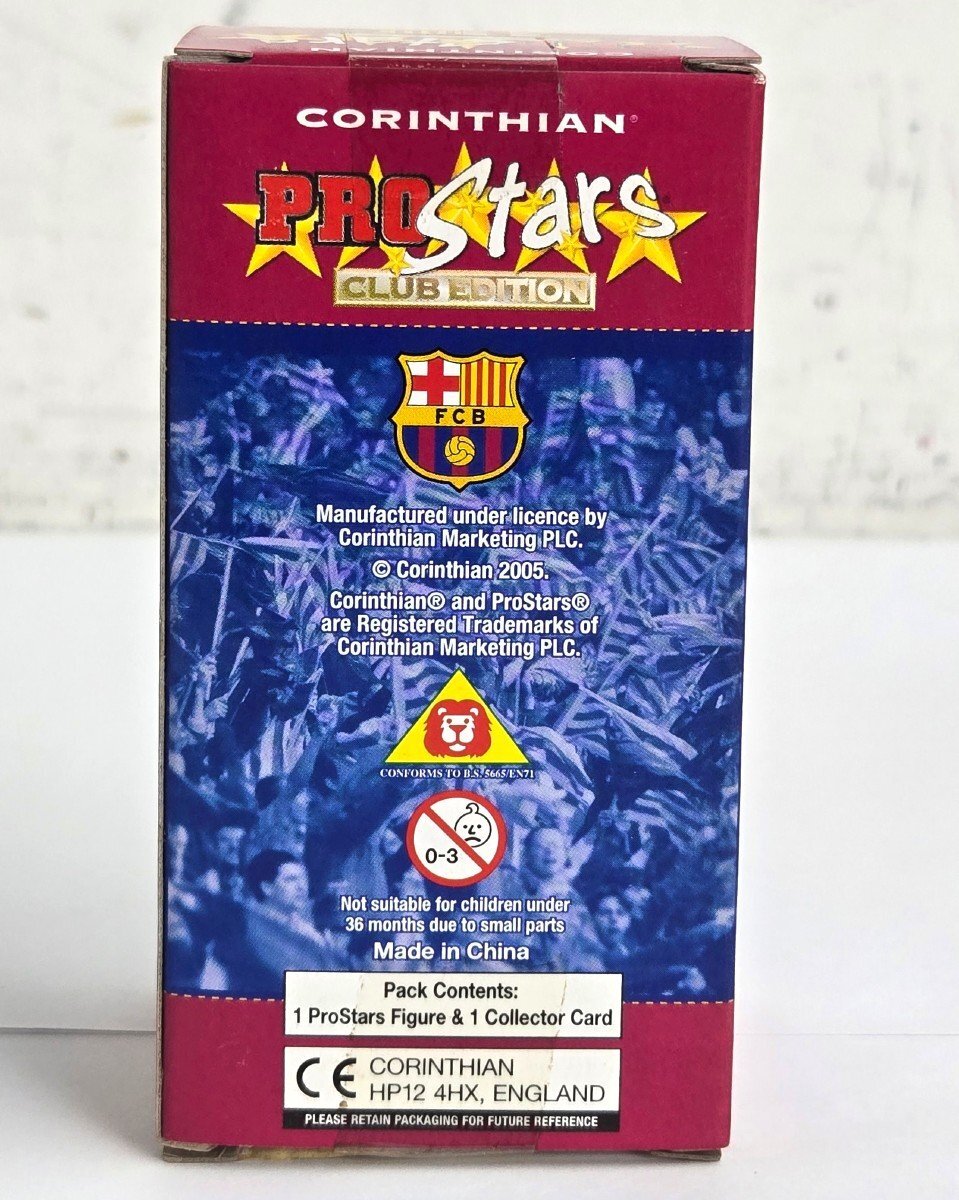 CORINTHIAN
CORINTHIAN®
PROStars
CLUB EDITION
FCB
Manufactured under licence by
Corinthian Marketing PLC.
© Corinthian 2005.
Corinthian® and ProStars®
are Registered Trademarks of
Corinthian Marketing PLC.
CONFORMS TO B.S. 5665/EN71
0-3
Not suitable for children under
36 months due to small parts
Made in China
Pack Contents:
1 ProStars Figure & 1 Collector Card
CE CORINTHIAN
HP12 4HX, ENGLAND
PLEASE RETAIN PACKAGING FOR FUTURE REFERENCE